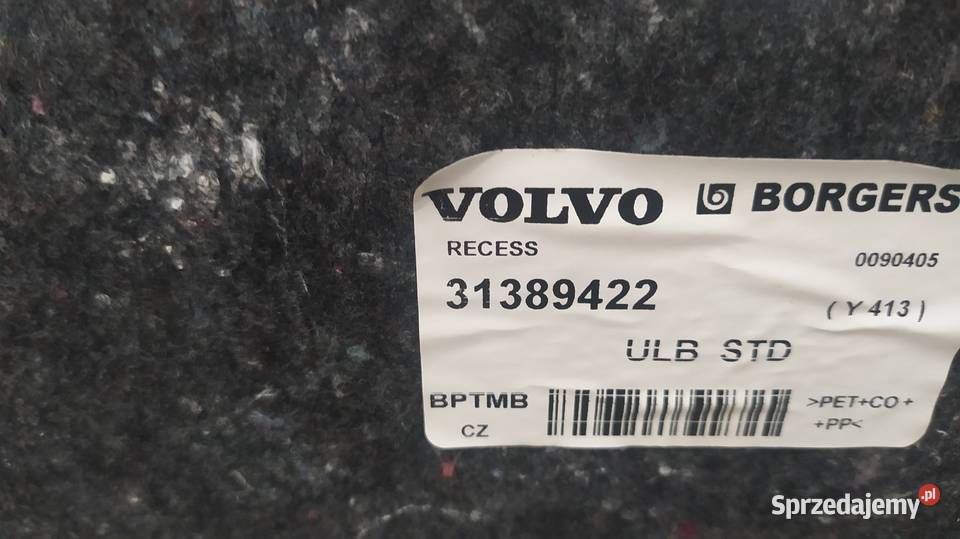 VOLVO BORGERS
RECESS
0090405
31389422
( Y 413 )
ULB STD
BPTMB
>PET+CO +
CZ
+PP<
Sprzedajemy.pl